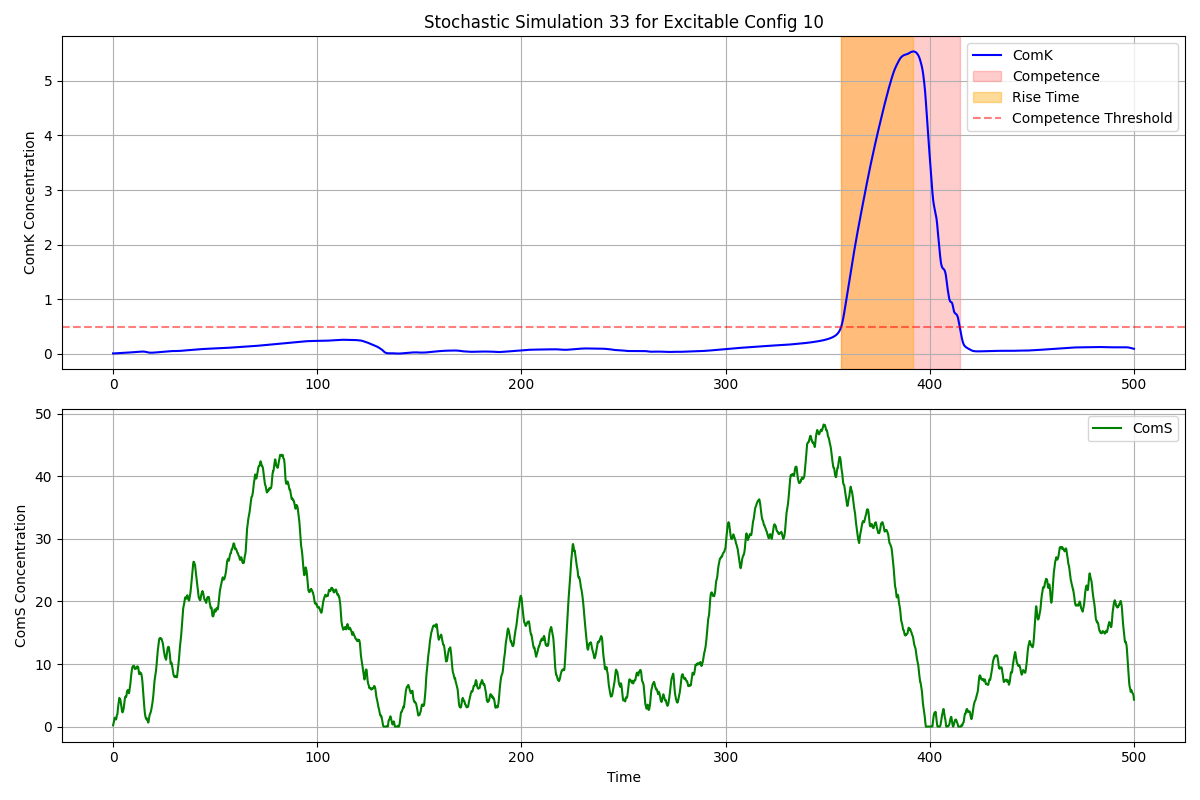 Stochastic Simulation 33 for Excitable Config 10
ComK Concentration
5
4
3
2
1
0
0 100 200 300 400 500
ComK
Competence
Rise Time
Competence Threshold
ComS Concentration
50
40
30
20
10
0
0 100 200 300 400 500
ComS
Time